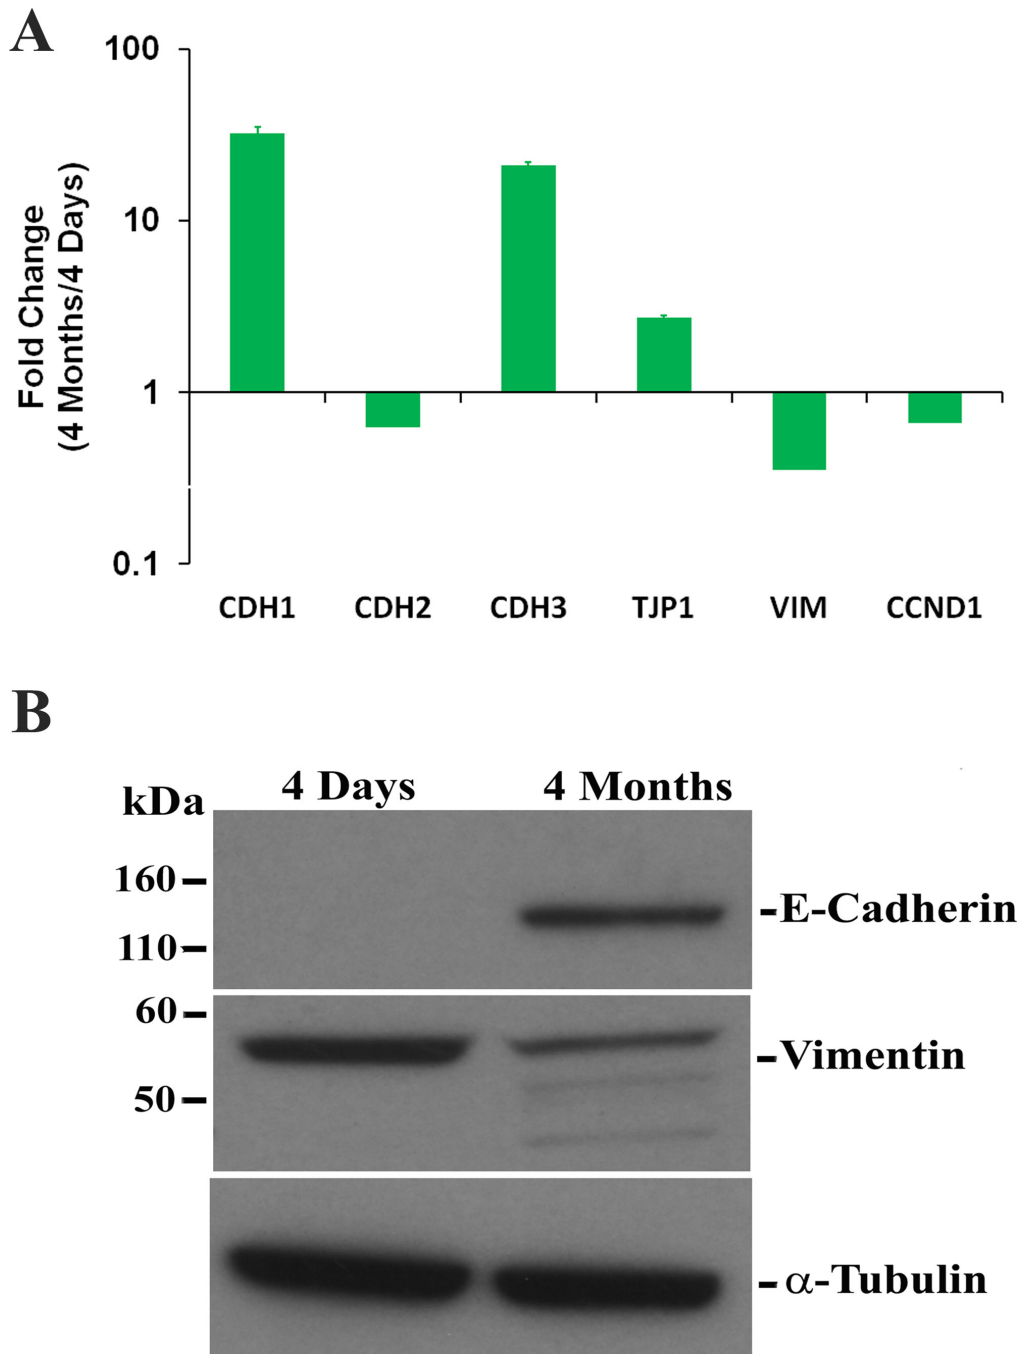 A
100
10
1
0.1
Fold Change
(4 Months/4 Days)
CDH1 CDH2 CDH3 TJP1 VIM CCND1
B
kDa 4 Days 4 Months
160
-E-Cadherin
110
60
-Vimentin
50
-α-Tubulin